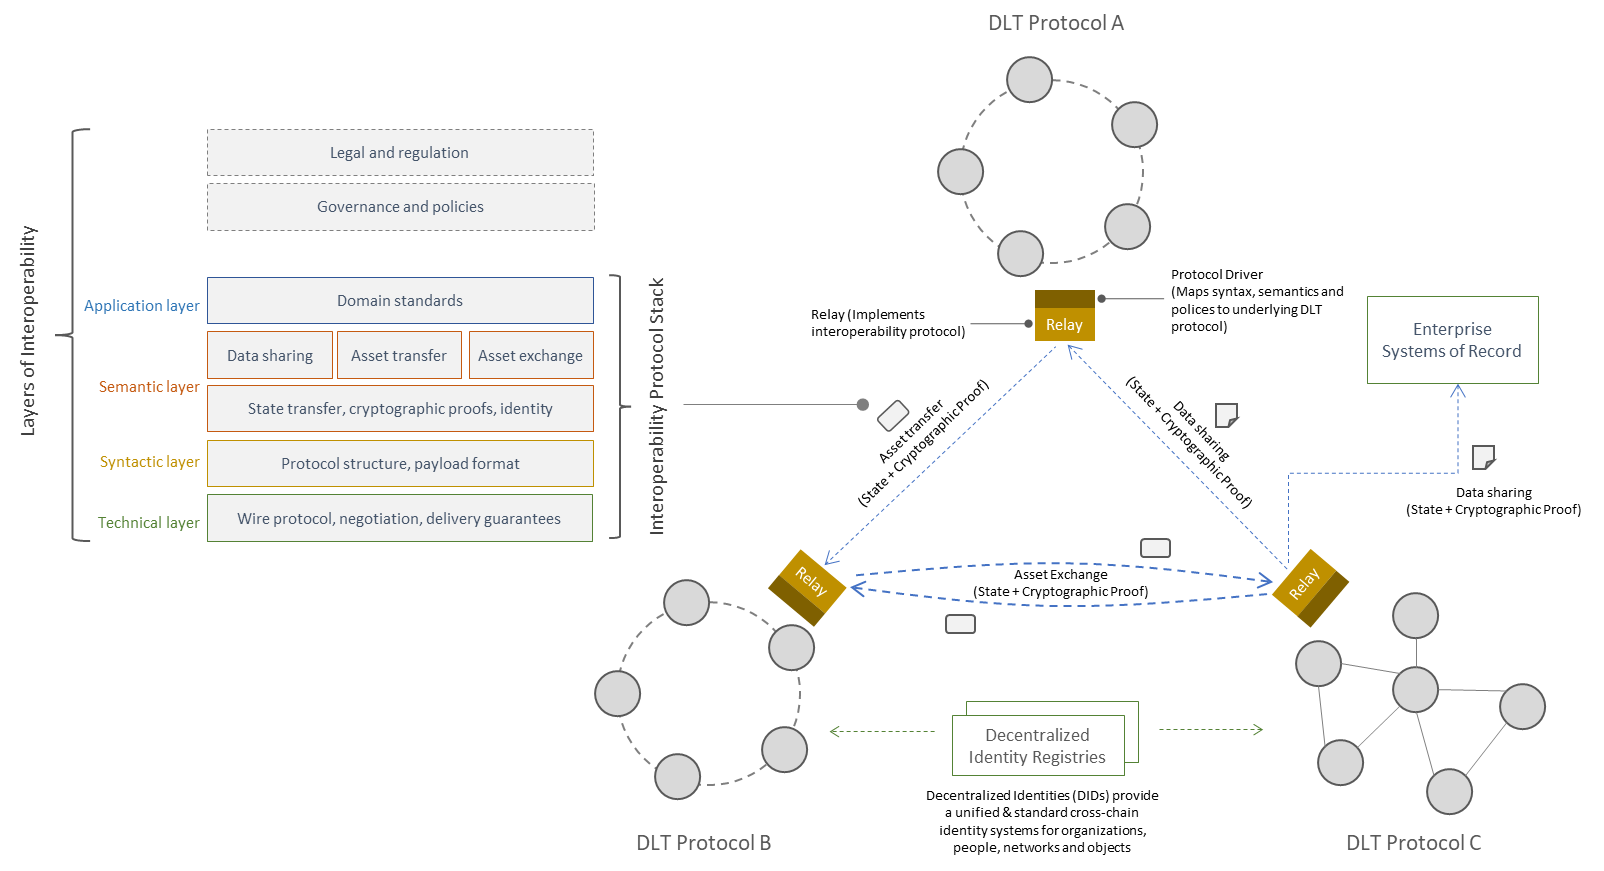 DLT Protocol A
Layers of Interoperability
Legal and regulation
Governance and policies
Application layer
Domain standards
Semantic layer
Data sharing
Asset transfer
Asset exchange
State transfer, cryptographic proofs, identity
Syntactic layer
Protocol structure, payload format
Technical layer
Wire protocol, negotiation, delivery guarantees
Interoperability Protocol Stack
Relay (Implements
interoperability protocol)
Relay
Protocol Driver
(Maps syntax, semantics and
polices to underlying DLT
protocol)
Enterprise
Systems of Record
Asset transfer
(State + Cryptographic Proof)
Data sharing
(State + Cryptographic Proof)
Data sharing
(State + Cryptographic Proof)
Relay
Asset Exchange
(State + Cryptographic Proof)
Relay
Decentralized
Identity Registries
Decentralized Identities (DIDs) provide
a unified & standard cross-chain
identity systems for organizations,
people, networks and objects
DLT Protocol B
DLT Protocol C